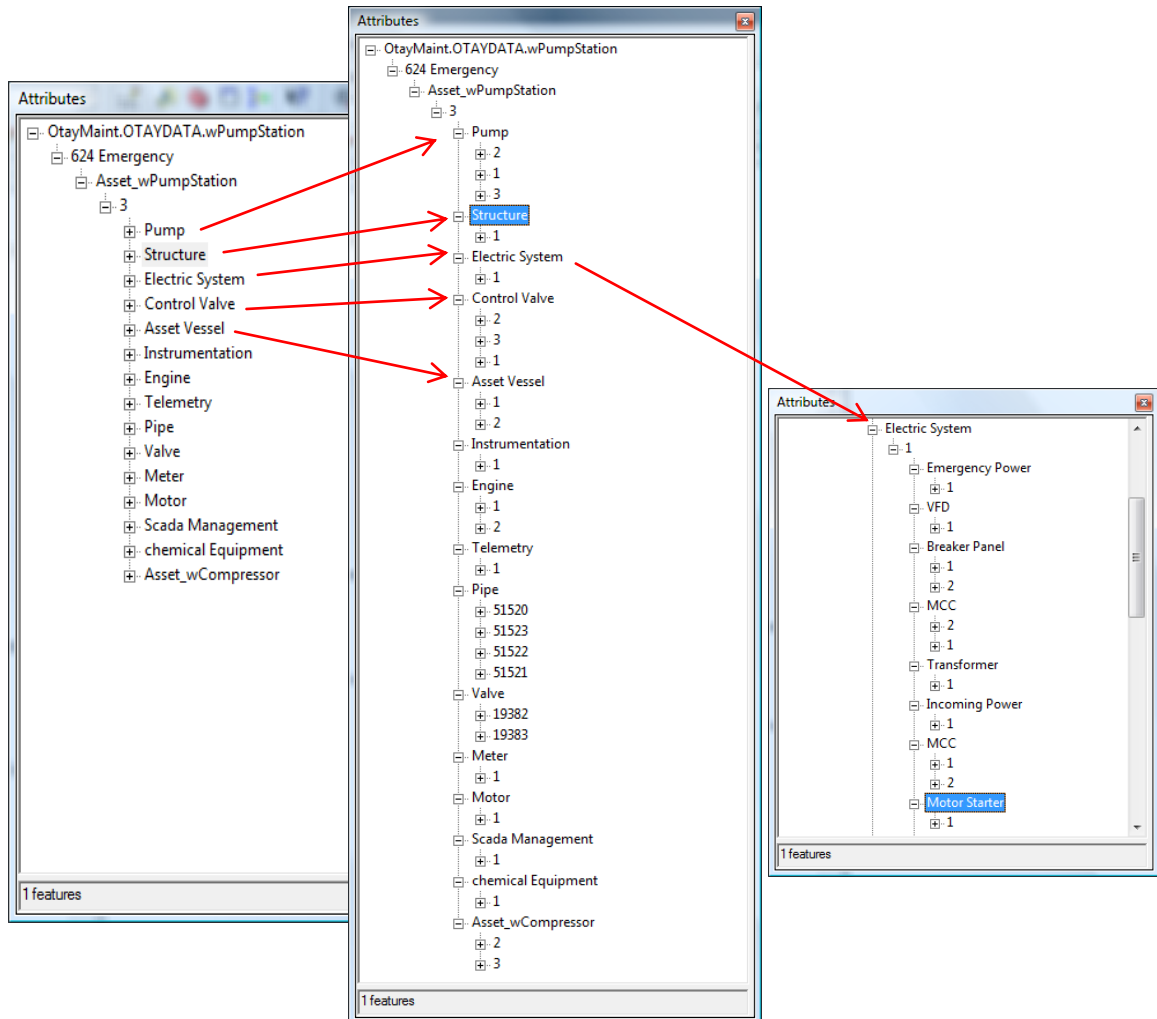 Attributes
OtayMaint.OTAYDATA.wPumpStation
624 Emergency
Asset_wPumpStation
3
Pump
Structure
Electric System
Control Valve
Asset Vessel
Instrumentation
Engine
Telemetry
Pipe
Valve
Meter
Motor
Scada Management
chemical Equipment
Asset_wCompressor
1 features
Attributes
OtayMaint.OTAYDATA.wPumpStation
624 Emergency
Asset_wPumpStation
3
Pump
2
1
3
Structure
1
Electric System
1
Control Valve
2
3
1
Asset Vessel
1
2
Instrumentation
1
Engine
1
2
Telemetry
1
Pipe
51520
51523
51522
51521
Valve
19382
19383
Meter
1
Motor
1
Scada Management
1
chemical Equipment
1
Asset_wCompressor
2
3
1 features
Attributes
Electric System
1
Emergency Power
1
VFD
1
Breaker Panel
1
2
MCC
2
1
Transformer
1
Incoming Power
1
MCC
1
2
Motor Starter
1
1 features